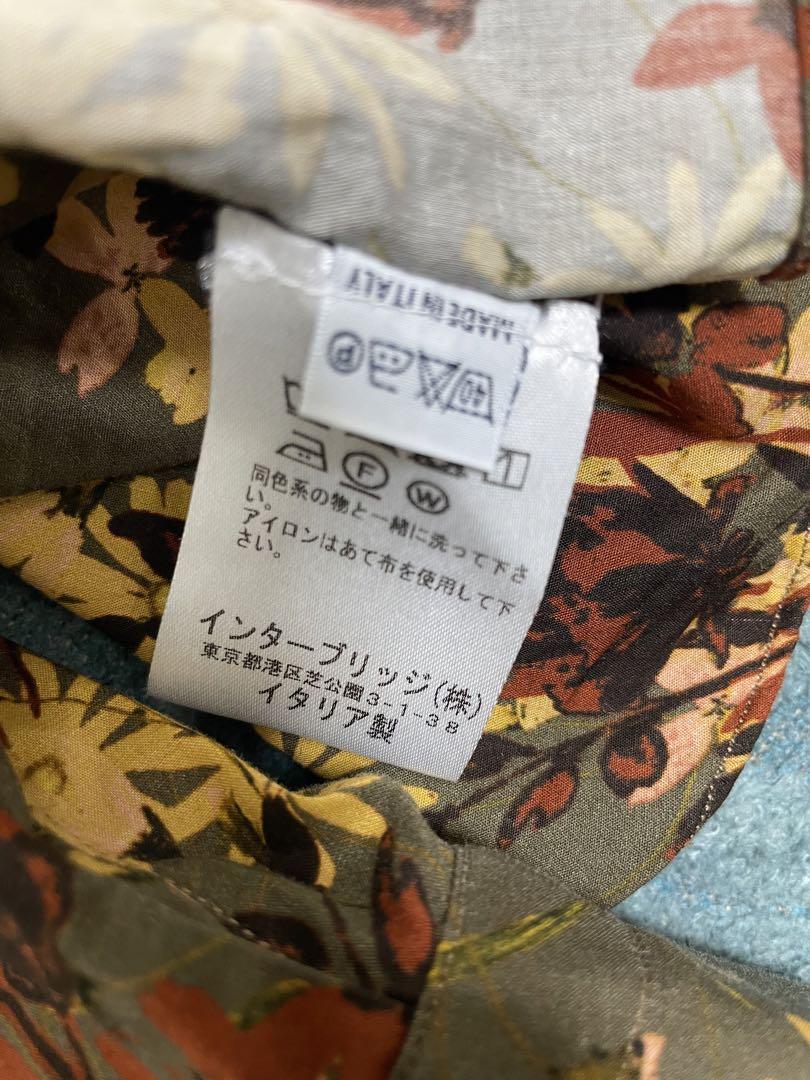 MADE IN ITALY
40
P
F W
同色系の物と一緒に洗って下さ
い。
アイロンはあて布を使用して下
さい。
インターブリッジ(株)
東京都港区芝公園3-1-38
イタリア製